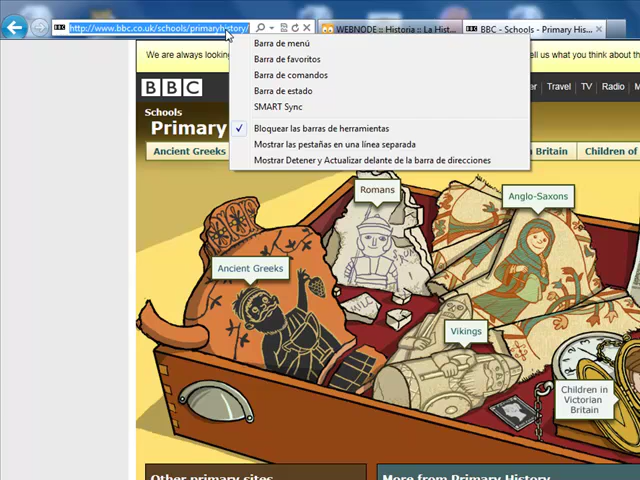 http://www.bbc.co.uk/schools/primaryhistory/
WEBNODE :: Historia :: La Hist...
BBC - Schools - Primary His...
We are always looking
tell us what you think about th
BBC
Travel
TV
Radio
Schools
Primary
Ancient Greeks
Britain
Children of
Barra de menú
Barra de favoritos
Barra de comandos
Barra de estado
SMART Sync
Bloquear las barras de herramientas
Mostrar las pestañas en una línea separada
Mostrar Detener y Actualizar delante de la barra de direcciones
Romans
Anglo-Saxons
Ancient Greeks
Vikings
Children in
Victorian
Britain
Other primary sites
More from Primary History